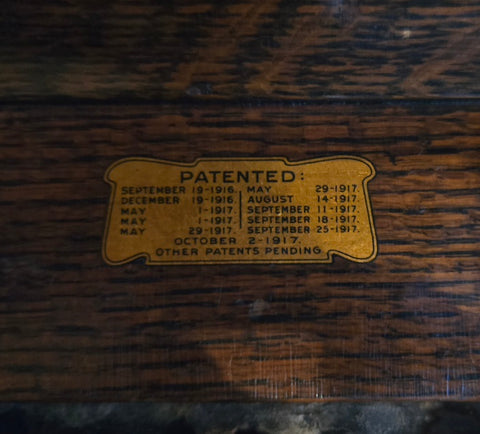 PATENTED:
SEPTEMBER 19-1916. MAY 29-1917.
DECEMBER 19-1916. AUGUST 14-1917.
MAY 1-1917. SEPTEMBER 11-1917.
MAY 1-1917. SEPTEMBER 18-1917.
MAY 29-1917. SEPTEMBER 25-1917.
OCTOBER 2-1917.
OTHER PATENTS PENDING.